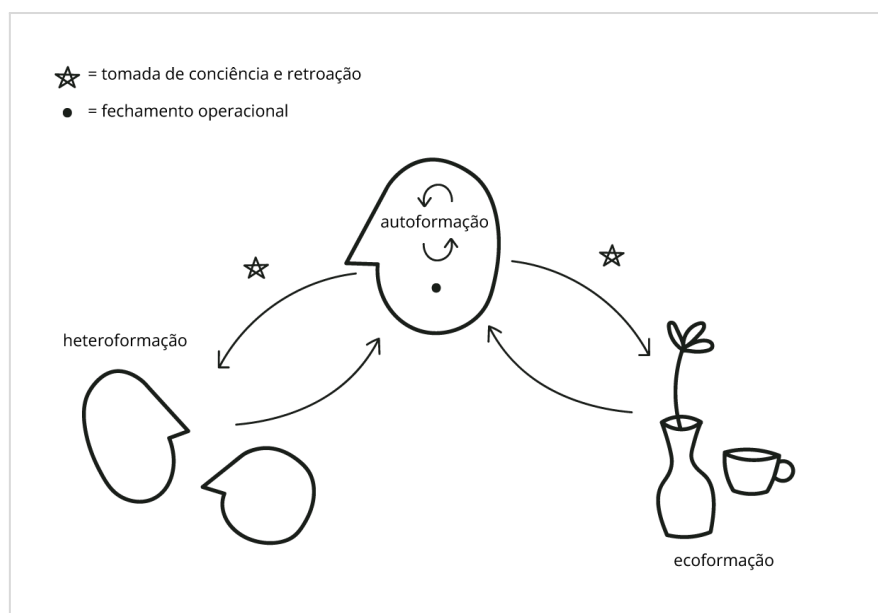 = tomada de conciência e retroação
= fechamento operacional
autoformação
heteroformação
ecoformação